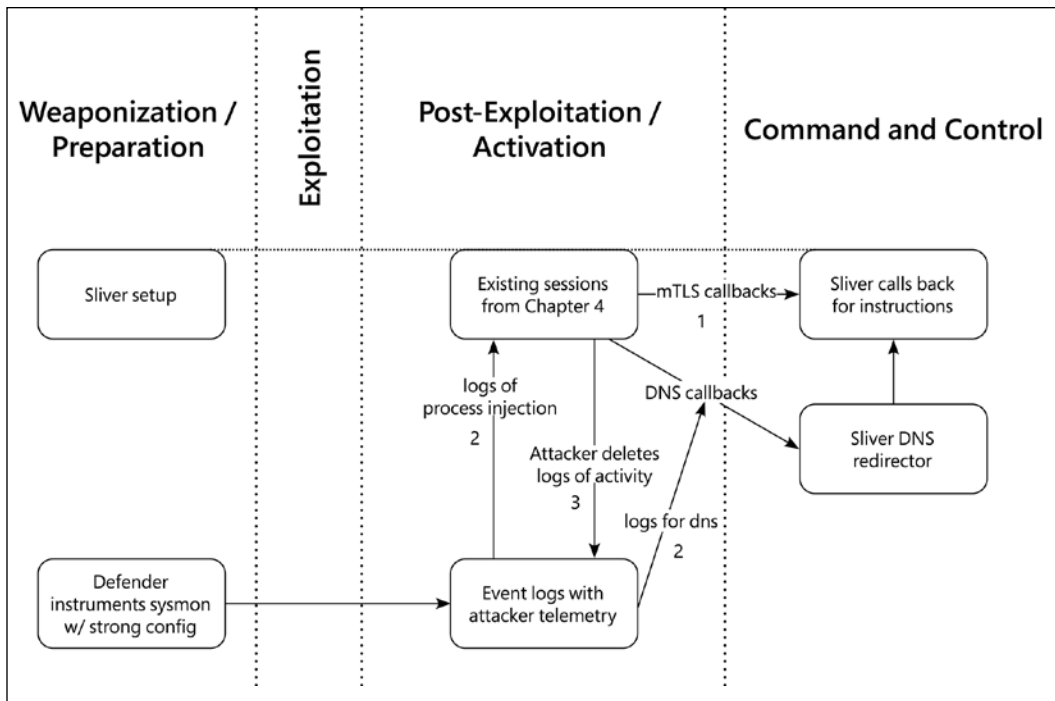 Weaponization /
Preparation
Exploitation
Post-Exploitation /
Activation
Command and Control
Sliver setup
Existing sessions
from Chapter 4
mTLS callbacks
1
Sliver calls back
for instructions
logs of
process injection
2
DNS callbacks
Sliver DNS
redirector
Attacker deletes
logs of activity
3
logs for dns
2
Defender
instruments sysmon
w/ strong config
Event logs with
attacker telemetry